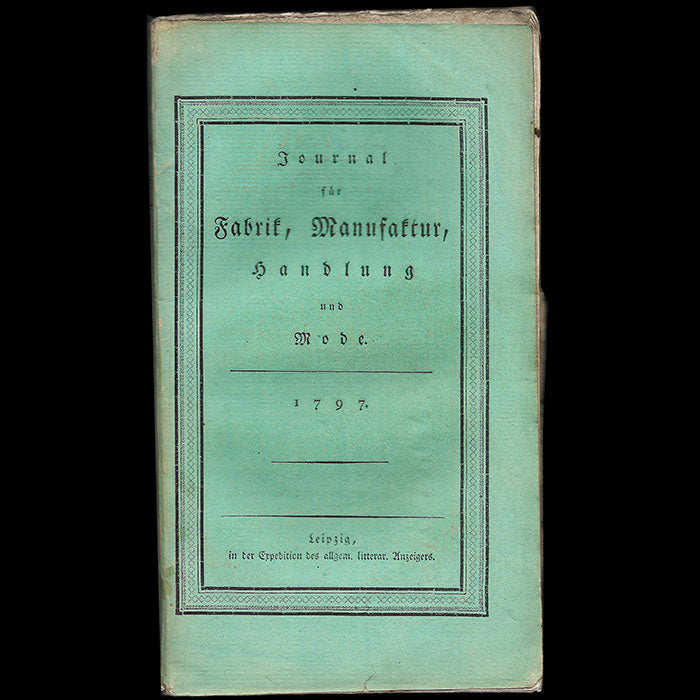 Journal
für
Fabrik, Manufaktur,
Handlung
und
Mode.
1797.
Leipzig,
in der Expedition des allgem. litterar. Anzeigers.